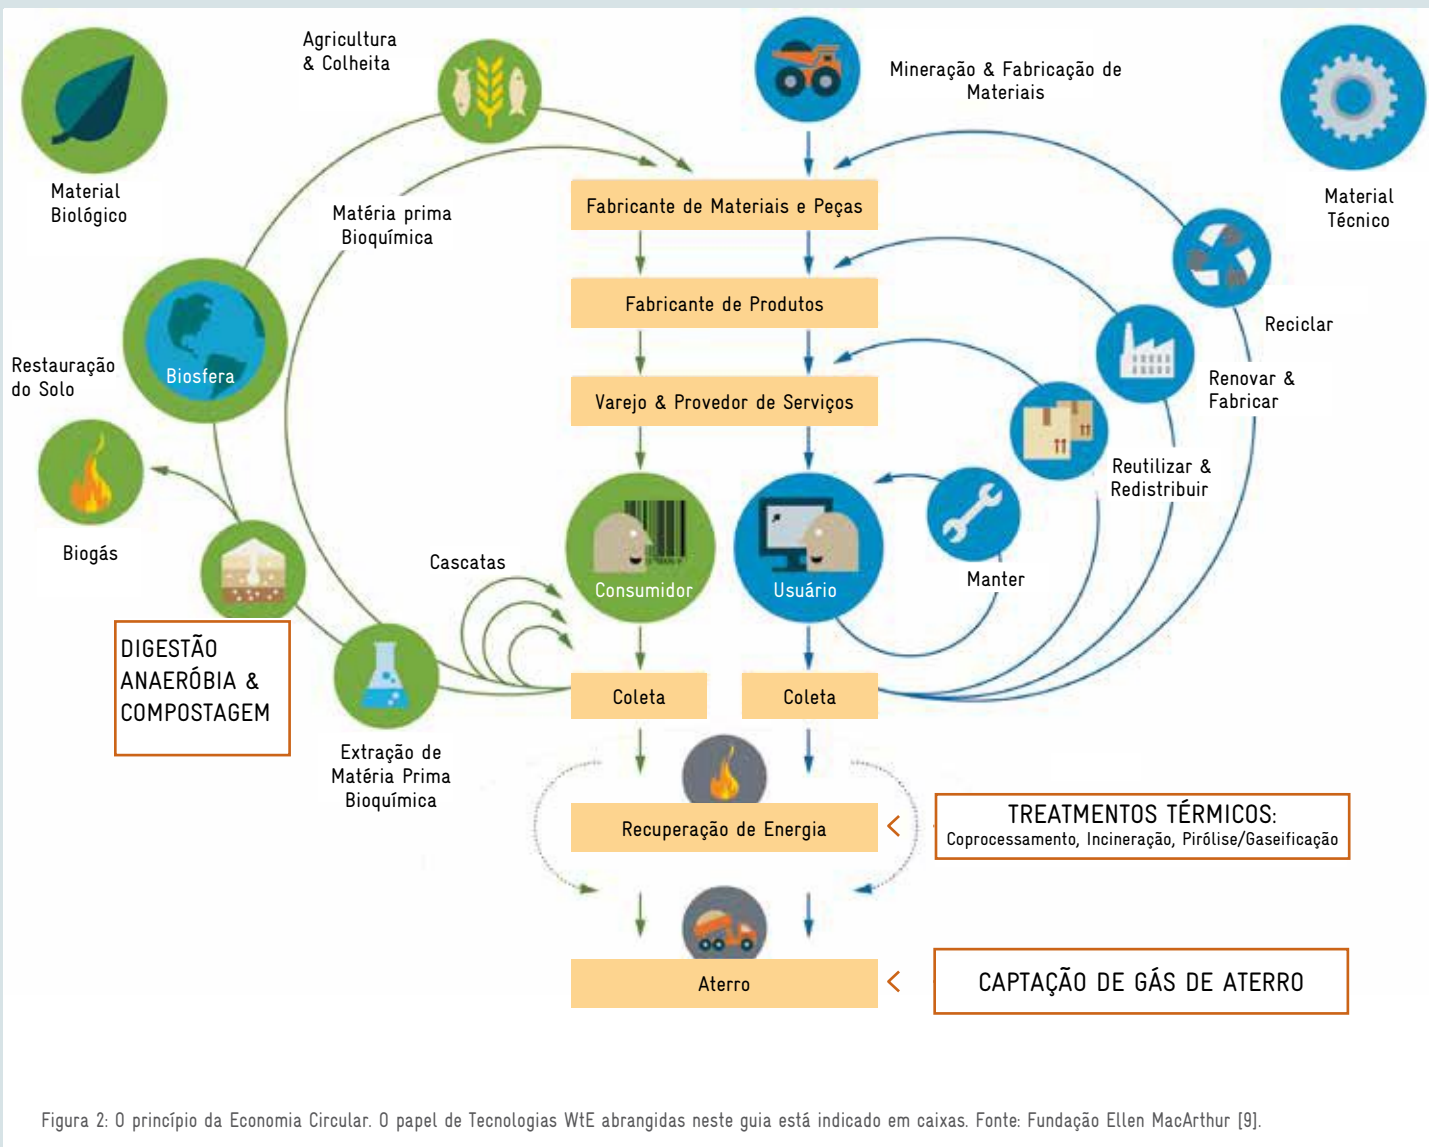 Agricultura
& Colheita
Mineração & Fabricação de
Materiais
Material
Biológico
Material
Técnico
Matéria prima
Bioquímica
Fabricante de Materiais e Peças
Fabricante de Produtos
Varejo & Provedor de Serviços
Reciclar
Renovar &
Fabricar
Reutilizar &
Redistribuir
Manter
Restauração
do Solo
Biosfera
Biogás
Cascatas
Consumidor
Usuário
DIGESTÃO
ANAERÓBIA &
COMPOSTAGEM
Coleta
Coleta
Extração de
Matéria Prima
Bioquímica
Recuperação de Energia
TREATMENTOS TÉRMICOS:
Coprocessamento, Incineração, Pirólise/Gaseificação
Aterro
CAPTAÇÃO DE GÁS DE ATERRO
Figura 2: O princípio da Economia Circular. O papel de Tecnologias WtE abrangidas neste guia está indicado em caixas. Fonte: Fundação Ellen MacArthur [9].